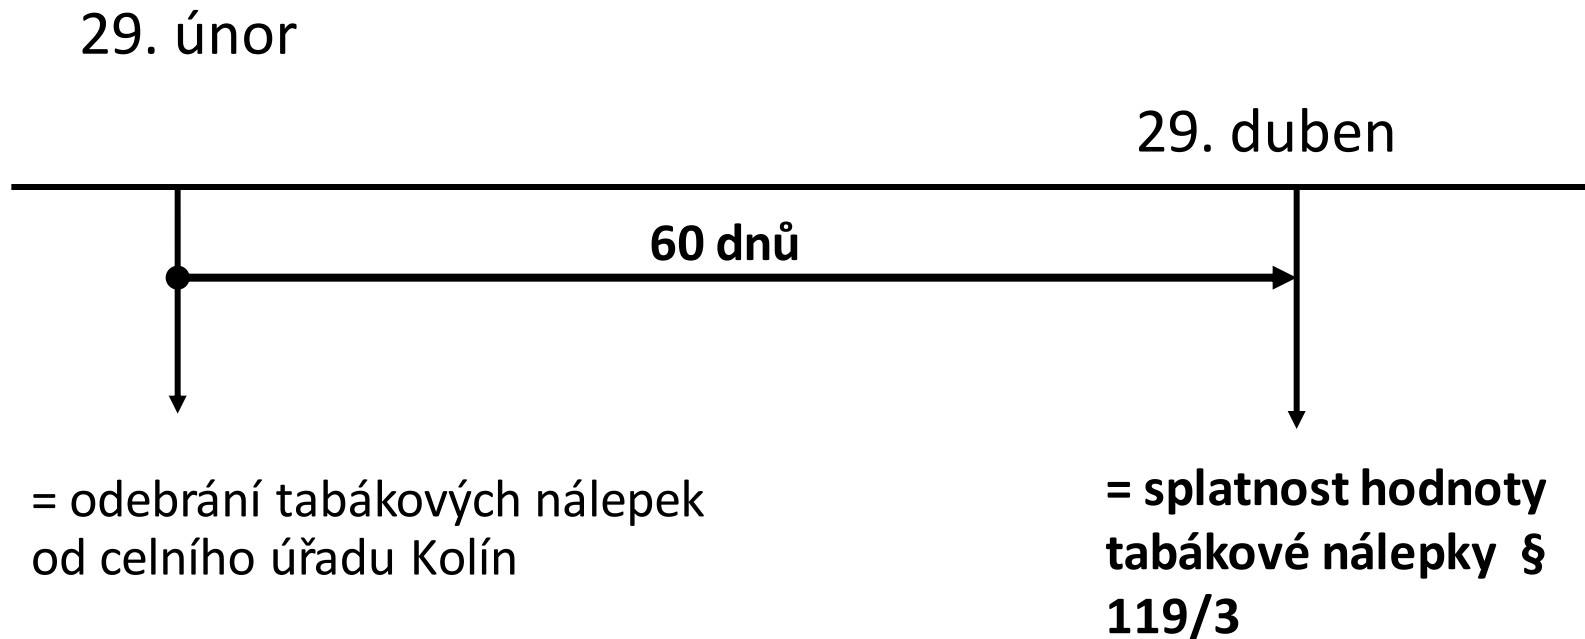 29. únor
29. duben
60 dnů
= odebrání tabákových nálepek
od celního úřadu Kolín
= splatnost hodnoty
tabákové nálepky  §
119/3